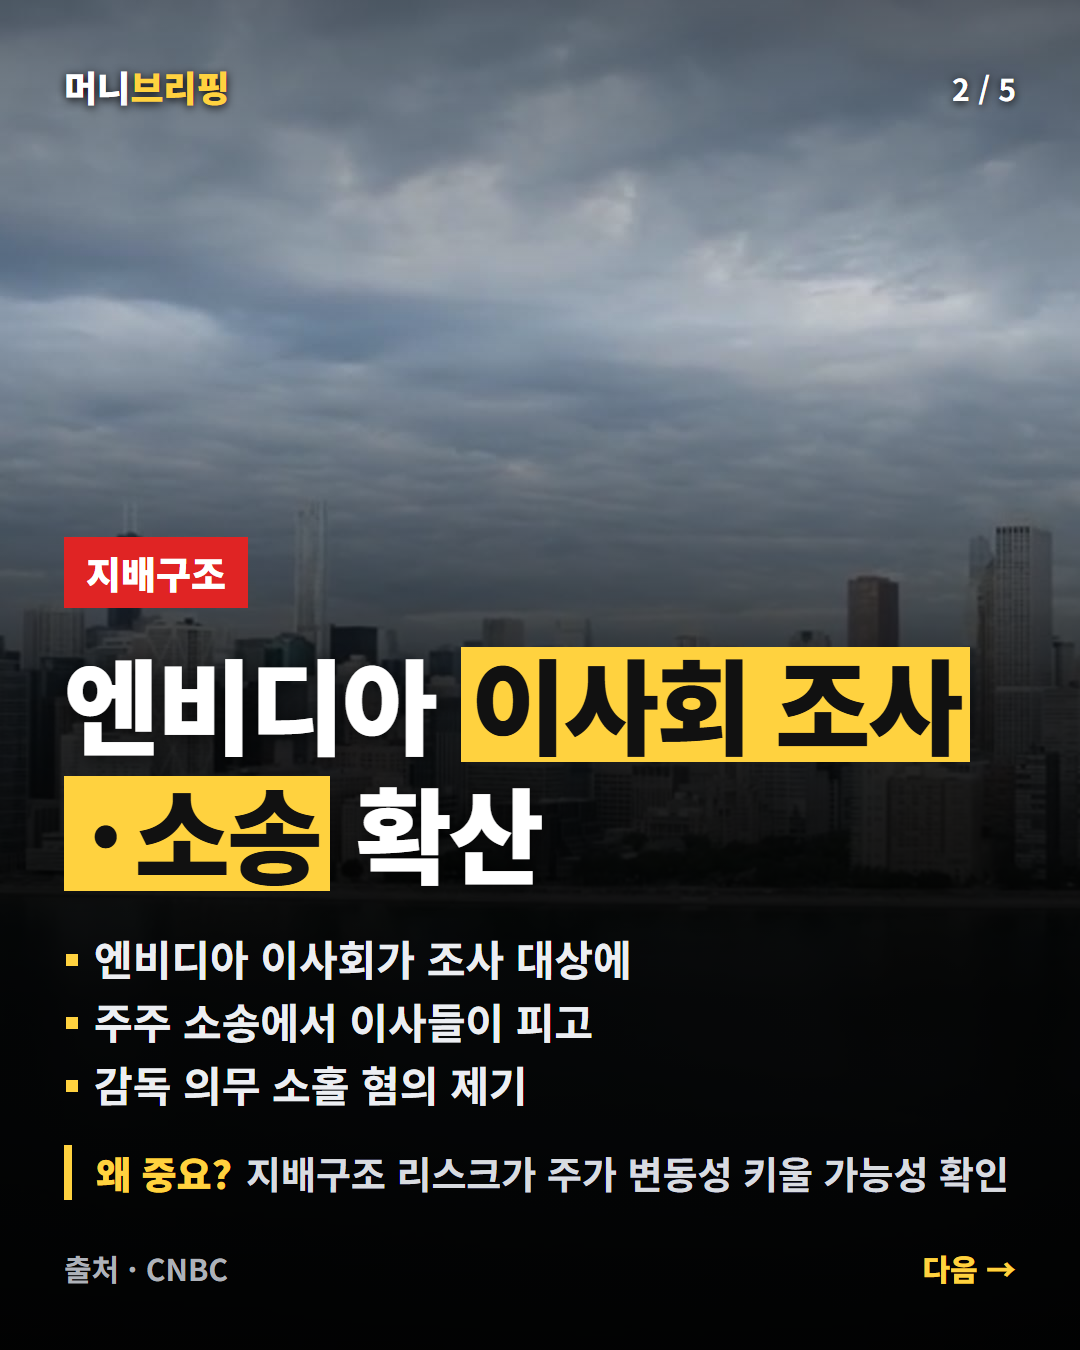 머니브리핑
2 / 5
지배구조
엔비디아 이사회 조사
·소송 확산
엔비디아 이사회가 조사 대상에
주주 소송에서 이사들이 피고
감독 의무 소홀 혐의 제기
왜 중요? 지배구조 리스크가 주가 변동성 키울 가능성 확인
출처 · CNBC
다음 →